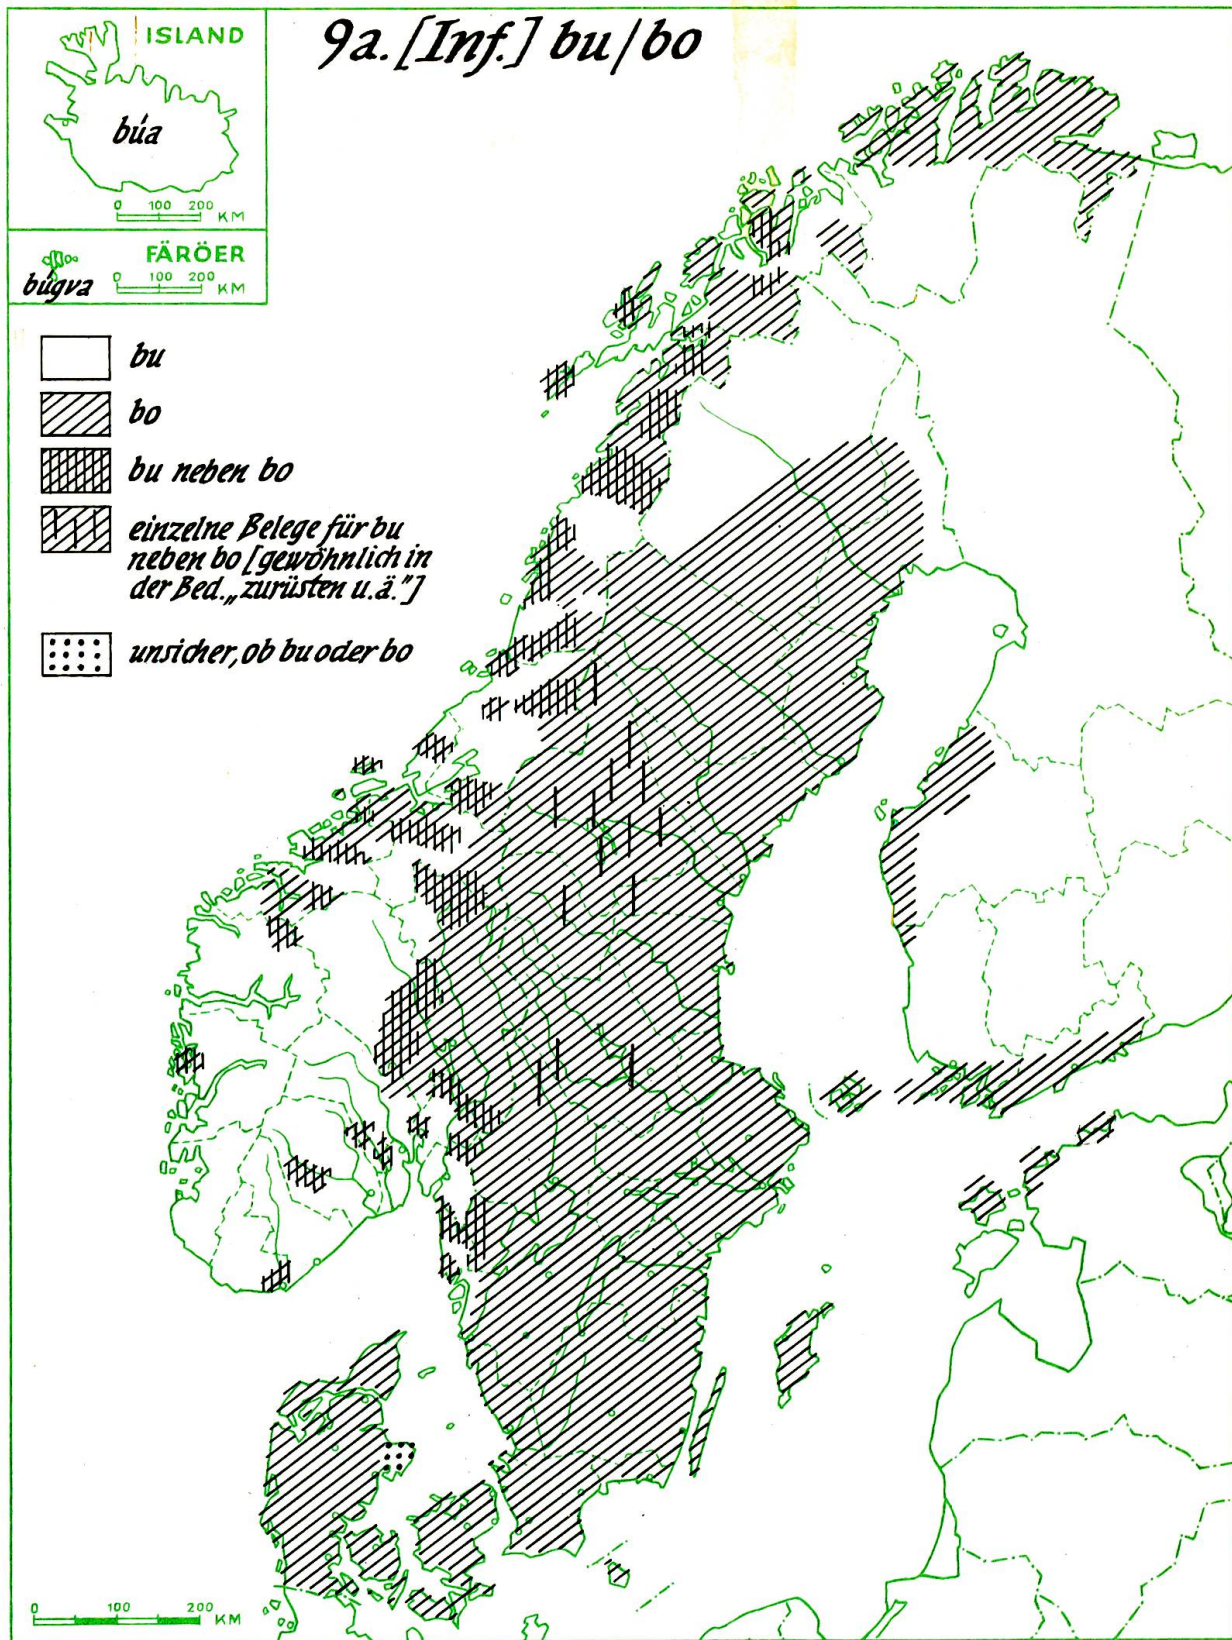 9a. [Inf.] bu/bo
ISLAND
búa
0 100 200 KM
FÄRÖER
búgva
0 100 200 KM
bu
bo
bu neben bo
einzelne Belege für bu
neben bo [gewöhnlich in
der Bed. „zurüsten u.ä.”]
unsicher, ob bu oder bo
0 100 200 KM